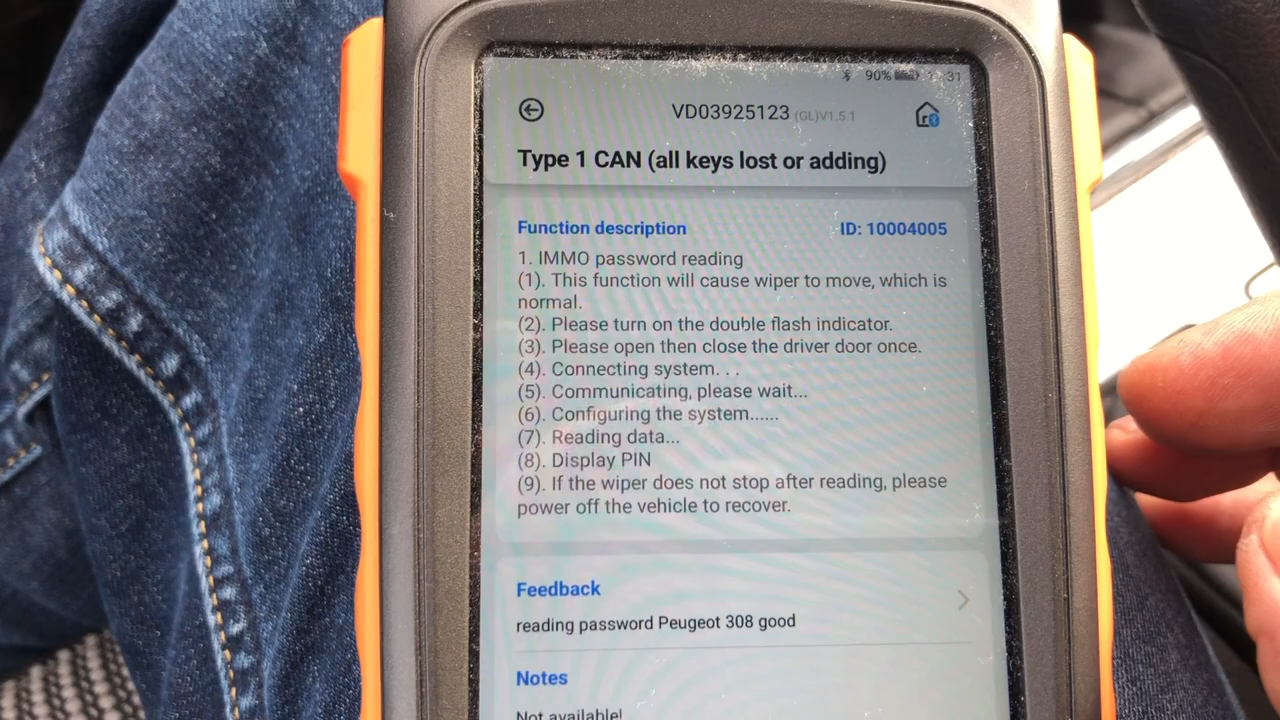 90%
VD03925123 (GL)V1.5.1
Type 1 CAN (all keys lost or adding)
Function description ID: 10004005
1. IMMO password reading
(1). This function will cause wiper to move, which is
normal.
(2). Please turn on the double flash indicator.
(3). Please open then close the driver door once.
(4). Connecting system. . .
(5). Communicating, please wait...
(6). Configuring the system......
(7). Reading data...
(8). Display PIN
(9). If the wiper does not stop after reading, please
power off the vehicle to recover.
Feedback
reading password Peugeot 308 good
Notes
Not available!